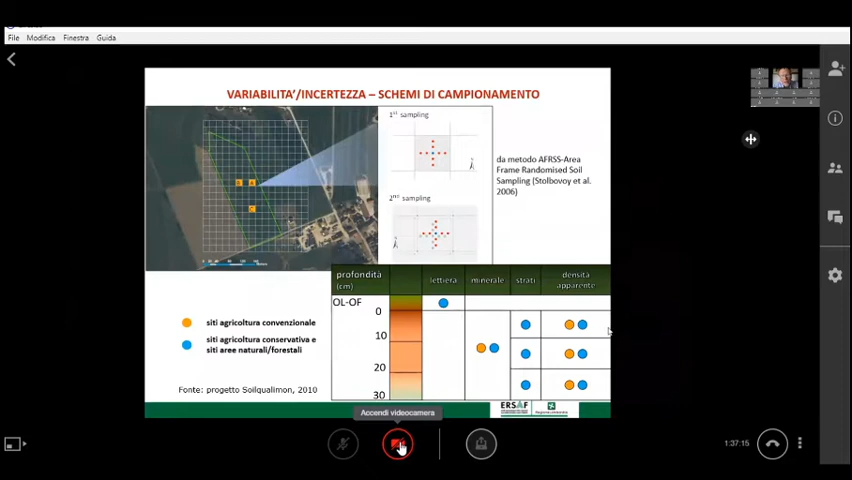 File Modifica Finestra Guida
VARIABILITA'/INCERTEZZA – SCHEMI DI CAMPIONAMENTO
1st sampling
da metodo AFRSS-Area
Frame Randomised Soil
Sampling (Stolbovoy et al.
2006)
2nd sampling
profondità
(cm)
lettiera
minerale
strati
densità
apparente
OL-OF
0
10
20
30
siti agricoltura convenzionale
siti agricoltura conservativa e
siti aree naturali/forestali
Fonte: progetto Soilqualimon, 2010
ERSAF
Accendi videocamera
1:37:15